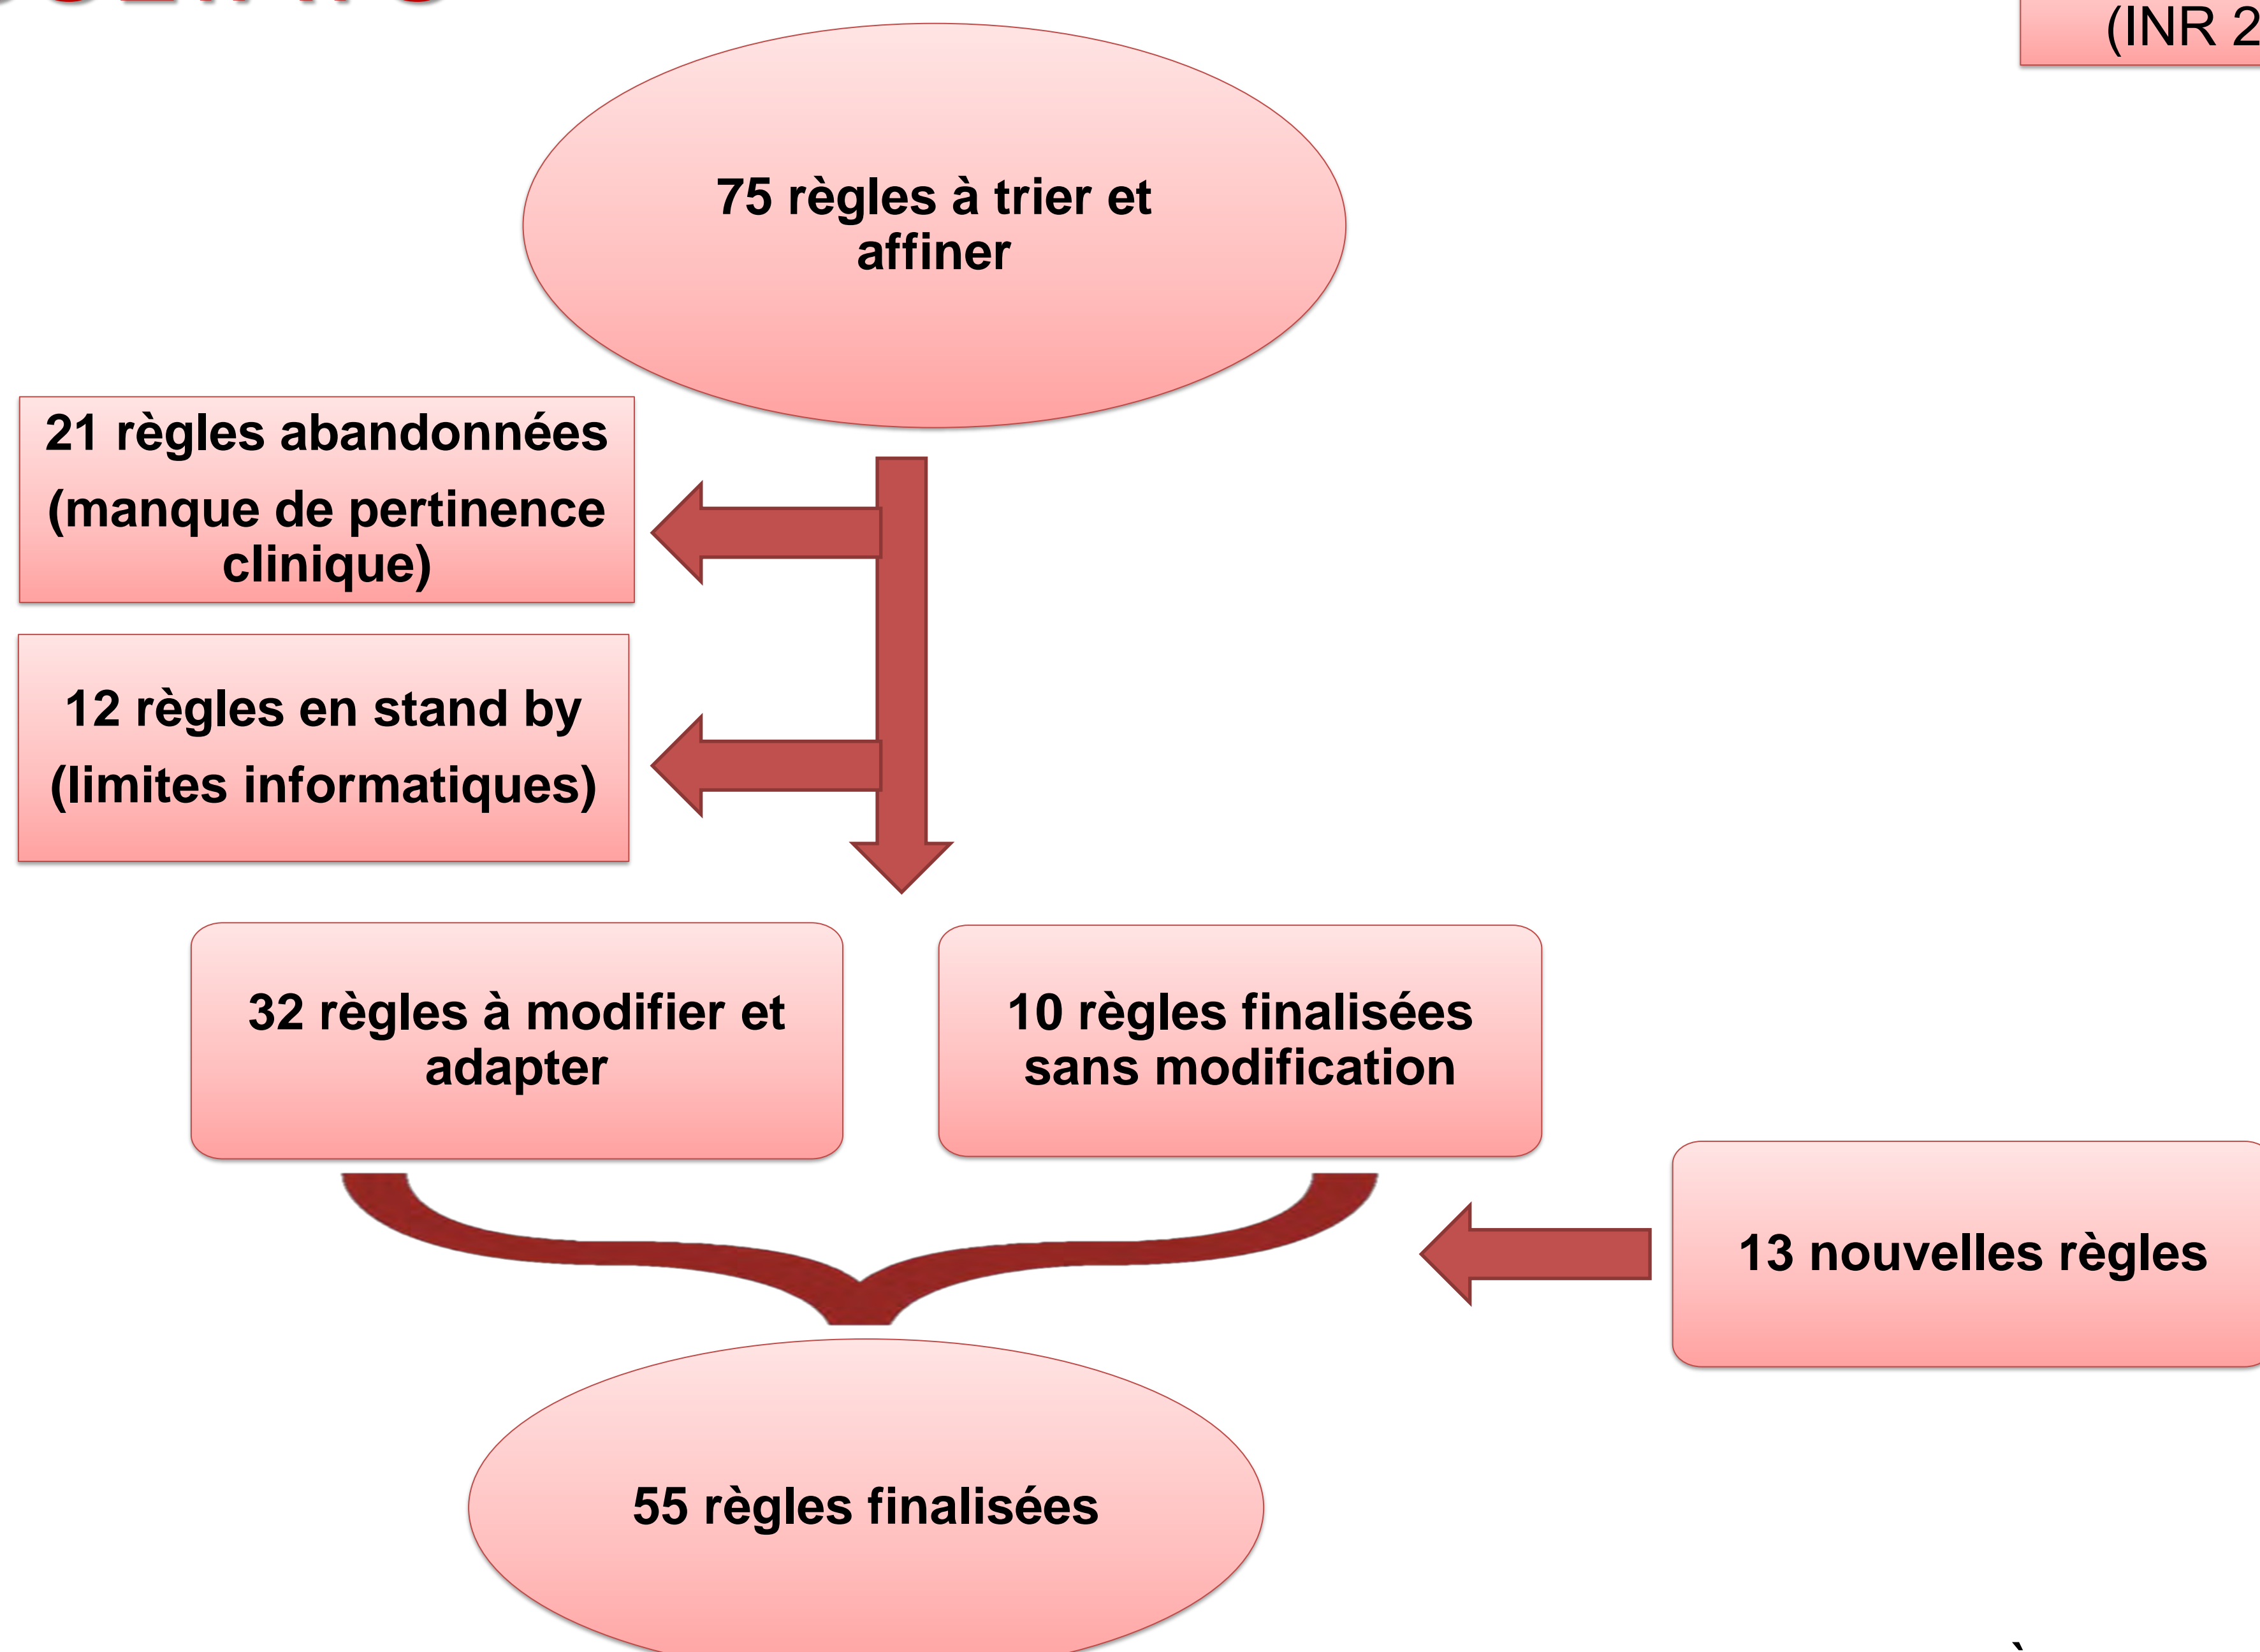 (INR 2
75 règles à trier et
affiner
21 règles abandonnées
(manque de pertinence
clinique)
12 règles en stand by
(limites informatiques)
32 règles à modifier et
adapter
10 règles finalisées
sans modification
13 nouvelles règles
55 règles finalisées